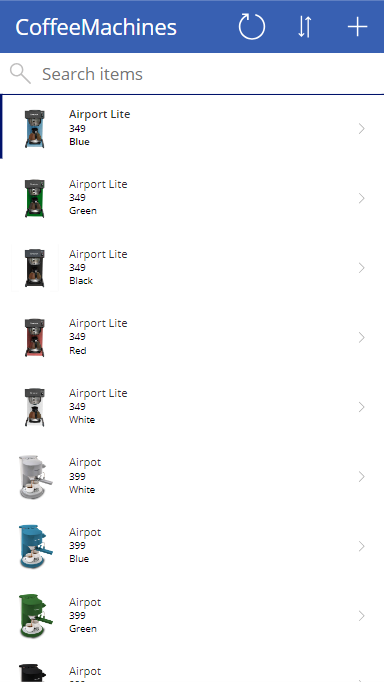 CoffeeMachines
Search items
Airport Lite
349
Blue
Airport Lite
349
Green
Airport Lite
349
Black
Airport Lite
349
Red
Airport Lite
349
White
Airpot
399
White
Airpot
399
Blue
Airpot
399
Green
Airpot